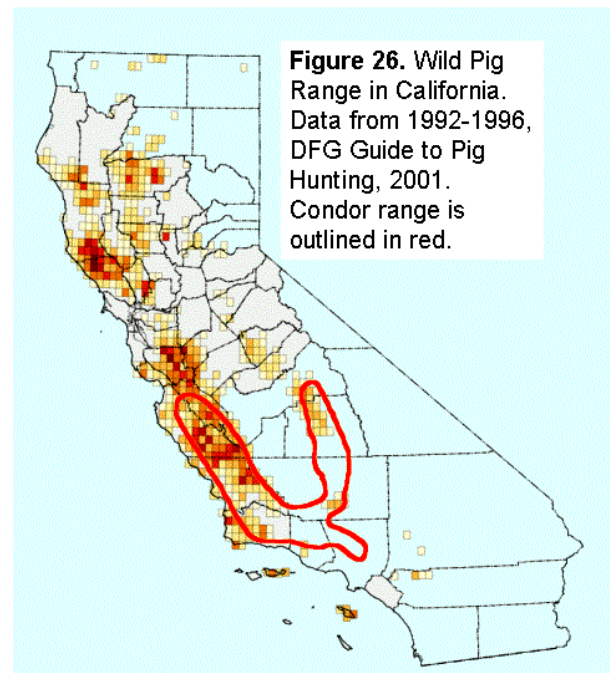 Figure 26. Wild Pig
Range in California.
Data from 1992-1996,
DFG Guide to Pig
Hunting, 2001.
Condor range is
outlined in red.